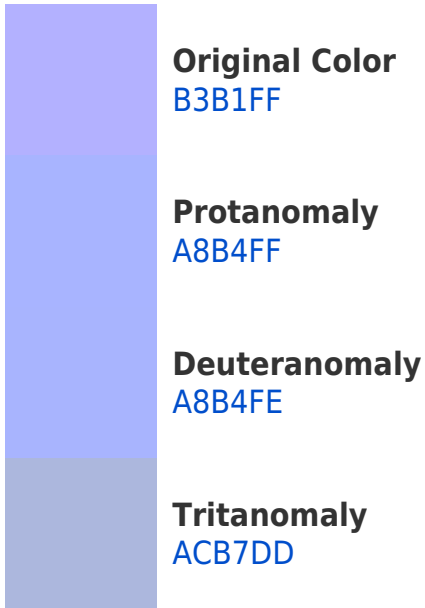 Original Color
B3B1FF
Protanomaly
A8B4FF
Deuteranomaly
A8B4FE
Tritanomaly
ACB7DD